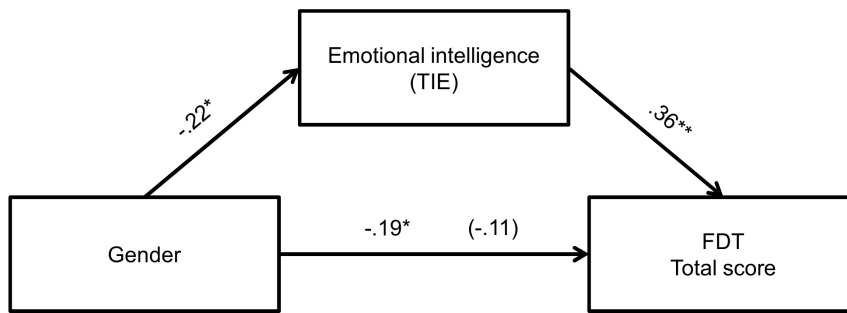 Emotional intelligence
(TIE)
-.22*
.36**
Gender
-.19* (-.11)
FDT
Total score